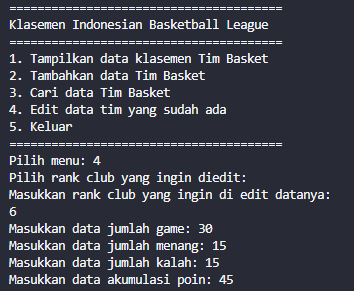 =======================================
Klasemen Indonesian Basketball League
=======================================
1. Tampilkan data klasemen Tim Basket
2. Tambahkan data Tim Basket
3. Cari data Tim Basket
4. Edit data tim yang sudah ada
5. Keluar
=======================================
Pilih menu: 4
Pilih rank club yang ingin diedit:
Masukkan rank club yang ingin di edit datanya:
6
Masukkan data jumlah game: 30
Masukkan data jumlah menang: 15
Masukkan data jumlah kalah: 15
Masukkan data akumulasi poin: 45